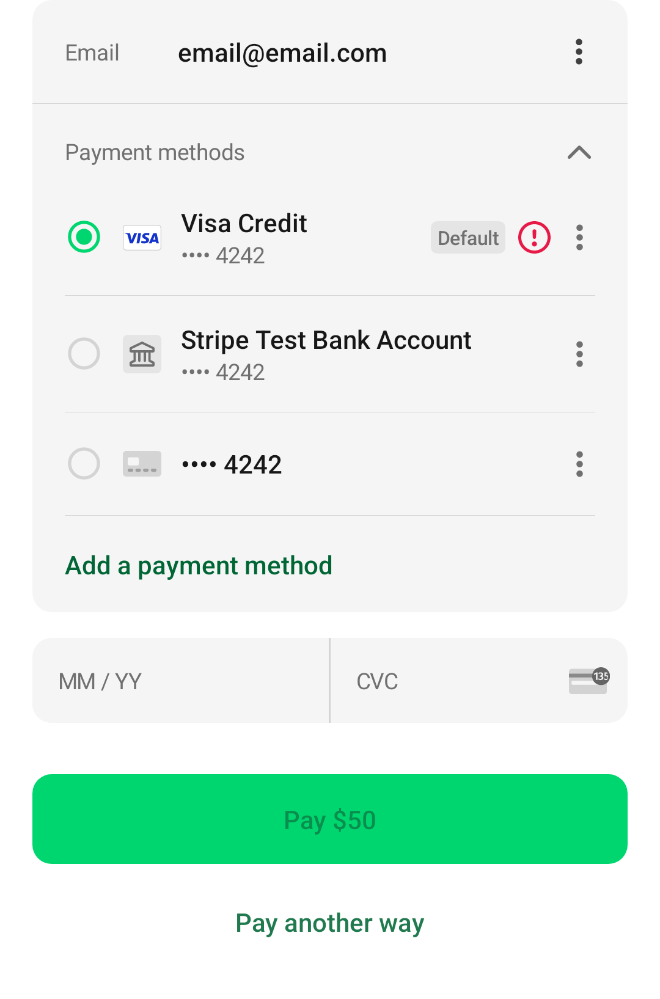 Email email@email.com
Payment methods
VISA Visa Credit Default
•••• 4242
Stripe Test Bank Account
•••• 4242
•••• 4242
Add a payment method
MM / YY CVC 135
Pay $50
Pay another way